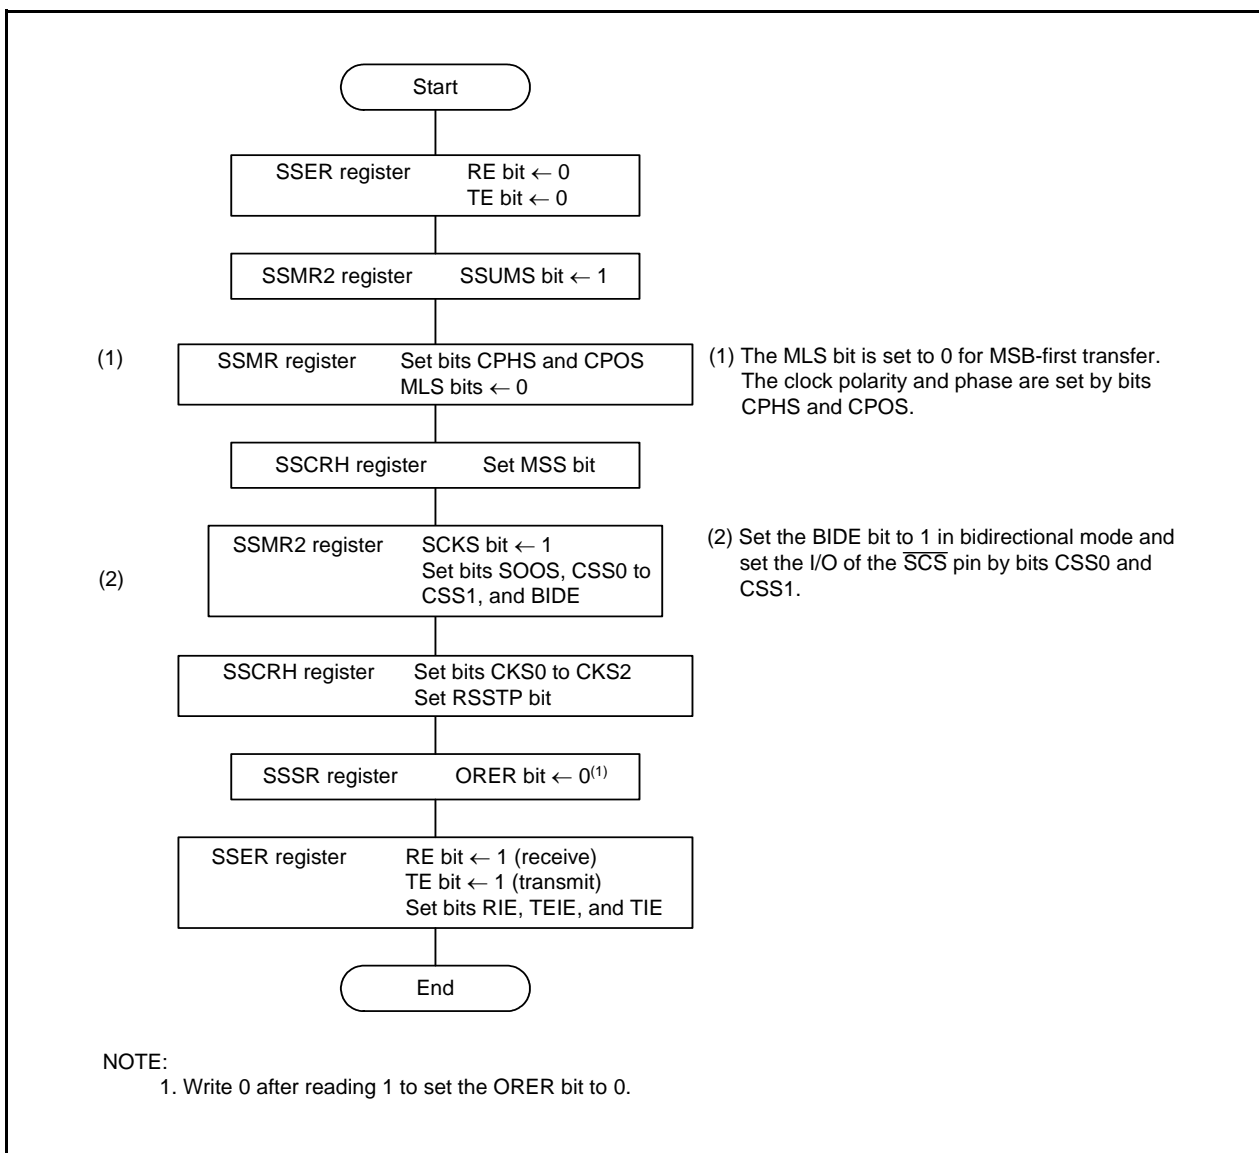 Start
SSER register RE bit ← 0
TE bit ← 0
SSMR2 register SSUMS bit ← 1
(1)
SSMR register Set bits CPHS and CPOS
MLS bits ← 0
(1) The MLS bit is set to 0 for MSB-first transfer.
The clock polarity and phase are set by bits
CPHS and CPOS.
SSCRH register Set MSS bit
(2)
SSMR2 register SCKS bit ← 1
Set bits SOOS, CSS0 to
CSS1, and BIDE
(2) Set the BIDE bit to 1 in bidirectional mode and
set the I/O of the S̅C̅S̅ pin by bits CSS0 and
CSS1.
SSCRH register Set bits CKS0 to CKS2
Set RSSTP bit
SSSR register ORER bit ← 0(1)
SSER register RE bit ← 1 (receive)
TE bit ← 1 (transmit)
Set bits RIE, TEIE, and TIE
End
NOTE:
1. Write 0 after reading 1 to set the ORER bit to 0.